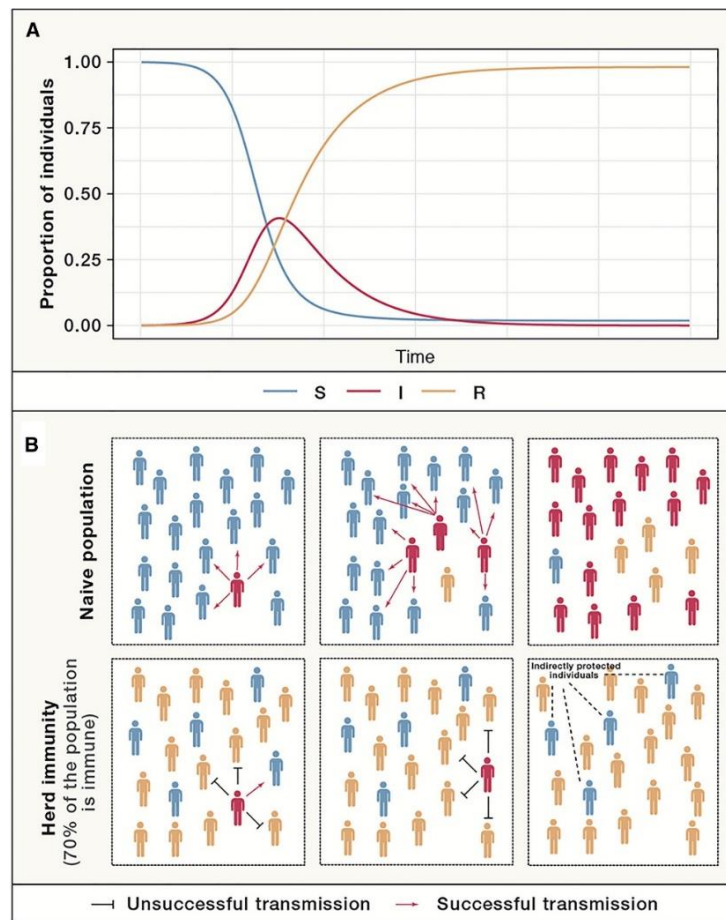 A
Proportion of individuals
1.00
0.75
0.50
0.25
0.00
Time
S I R
B
Naive population
Herd immunity
(70% of the population
is immune)
Indirectly protected
individuals
Unsuccessful transmission Successful transmission